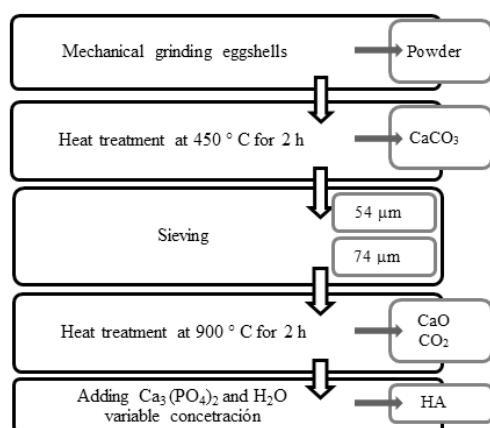 Mechanical grinding eggshells
Powder
Heat treatment at 450 ° C for 2 h
CaCO₃
Sieving
54 µm
74 µm
Heat treatment at 900 ° C for 2 h
CaO
CO₂
Adding Ca₃(PO₄)₂ and H₂O
variable concetración
HA